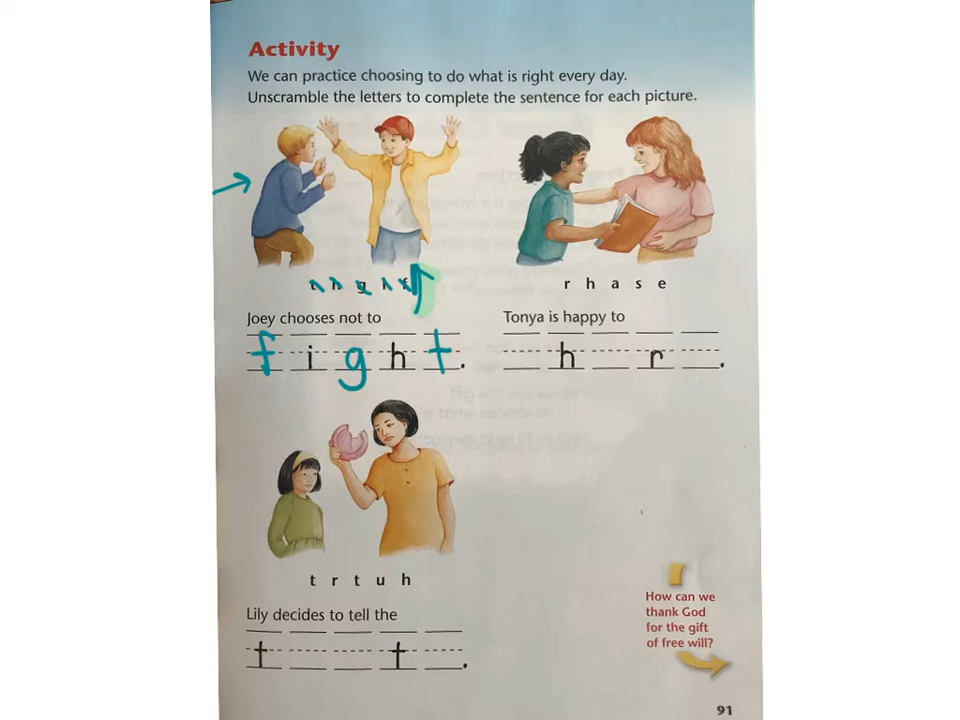 Activity
We can practice choosing to do what is right every day.
Unscramble the letters to complete the sentence for each picture.
t h g i f
Joey chooses not to
f i g h t.
r h a s e
Tonya is happy to
h r .
t r t u h
Lily decides to tell the
t t .
How can we
thank God
for the gift
of free will?
91